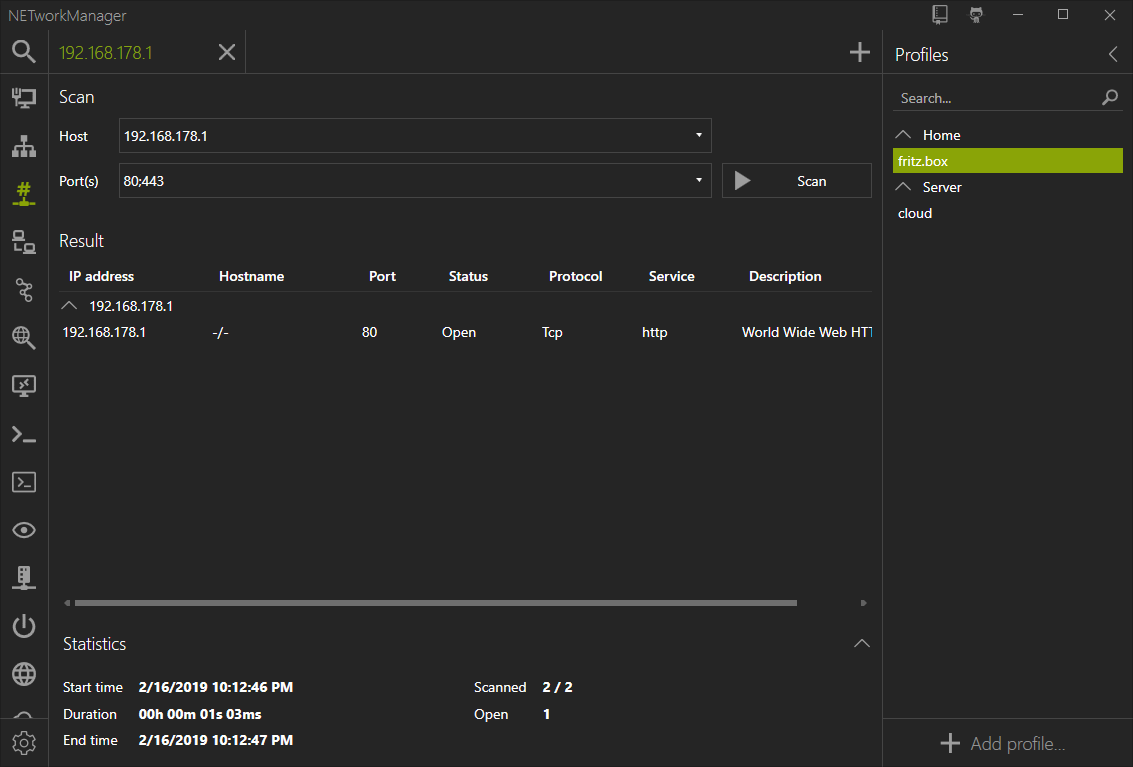 NETworkManager
192.168.178.1
Profiles
Scan
Search...
Host 192.168.178.1
Home
fritz.box
Port(s) 80;443 Scan
Server
cloud
Result
IP address Hostname Port Status Protocol Service Description
192.168.178.1
192.168.178.1 -/- 80 Open Tcp http World Wide Web HTT
Statistics
Start time 2/16/2019 10:12:46 PM Scanned 2 / 2
Duration 00h 00m 01s 03ms Open 1
End time 2/16/2019 10:12:47 PM
Add profile...